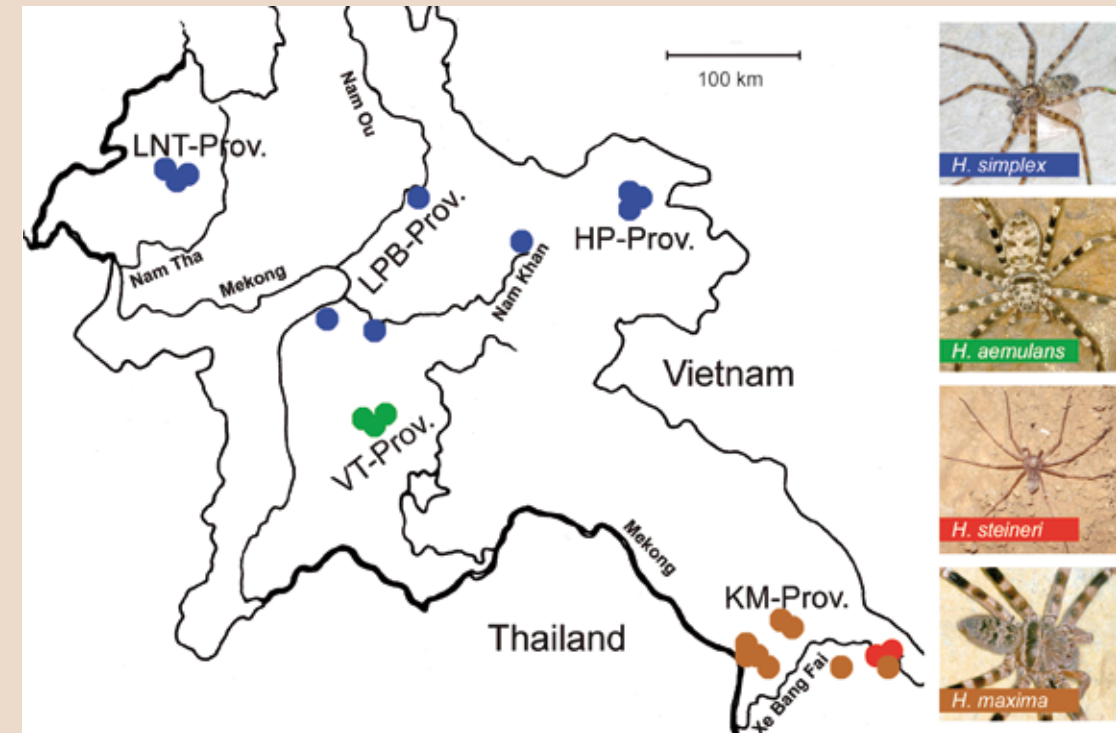 100 km
Nam Ou
LNT-Prov.
LPB-Prov.
HP-Prov.
Nam Tha
Mekong
Nam Khan
Vietnam
VT-Prov.
Mekong
Thailand
KM-Prov.
Xe Bang Fai
H. simplex
H. aemulans
H. steineri
H. maxima